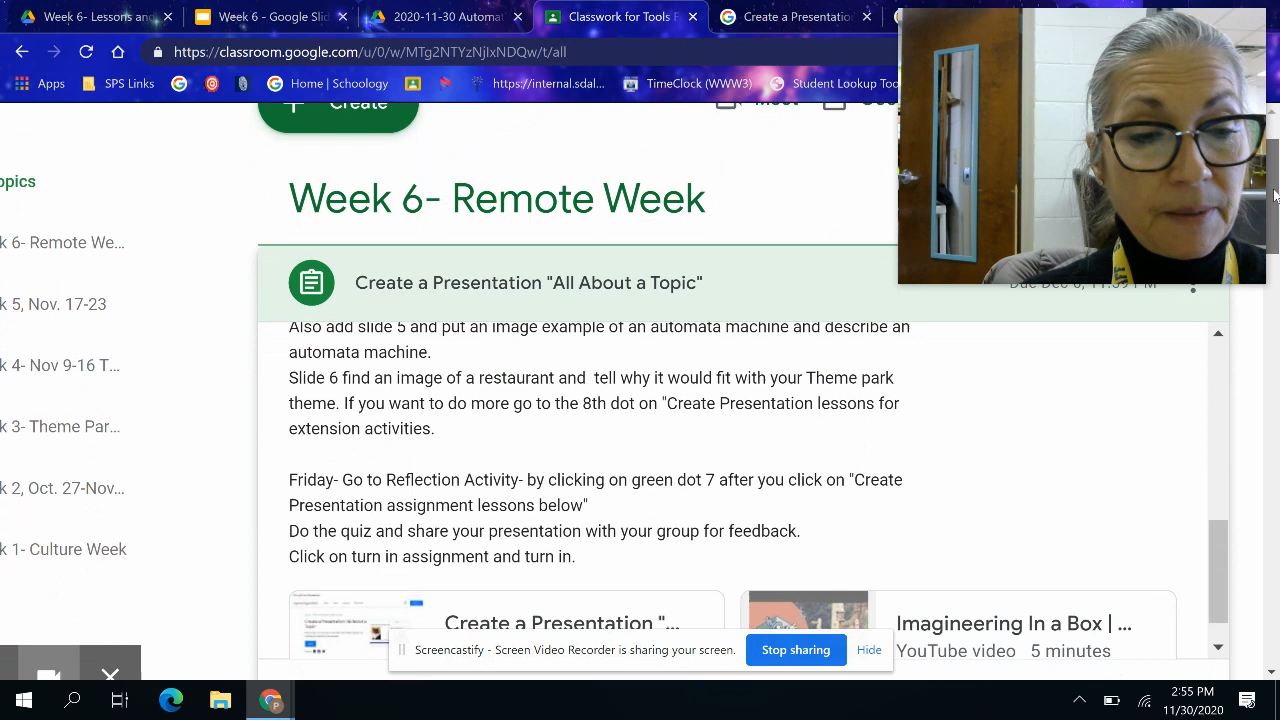 Week 6- Lessons and
Week 6 - Google Sli
2020-11-30 Automat
Classwork for Tools F
Create a Presentatio
https://classroom.google.com/u/0/w/MTg2NTYzNjIxNDQw/t/all
Apps
SPS Links
Home | Schoology
https://internal.sdal...
TimeClock (WWW3)
Student Lookup Too
Create
opics
Week 6- Remote Week
k 6- Remote We...
Create a Presentation "All About a Topic"
k 5, Nov. 17-23
Also add slide 5 and put an image example of an automata machine and describe an
automata machine.
k 4- Nov 9-16 T...
Slide 6 find an image of a restaurant and tell why it would fit with your Theme park
theme. If you want to do more go to the 8th dot on "Create Presentation lessons for
extension activities.
k 3- Theme Par...
k 2, Oct. 27-Nov...
Friday- Go to Reflection Activity- by clicking on green dot 7 after you click on "Create
Presentation assignment lessons below"
Do the quiz and share your presentation with your group for feedback.
Click on turn in assignment and turn in.
k 1- Culture Week
Create a Presentation "...
Imagineering In a Box | ...
YouTube video 5 minutes
Screencastify - Screen Video Recorder is sharing your screen.
Stop sharing
Hide
2:55 PM
11/30/2020